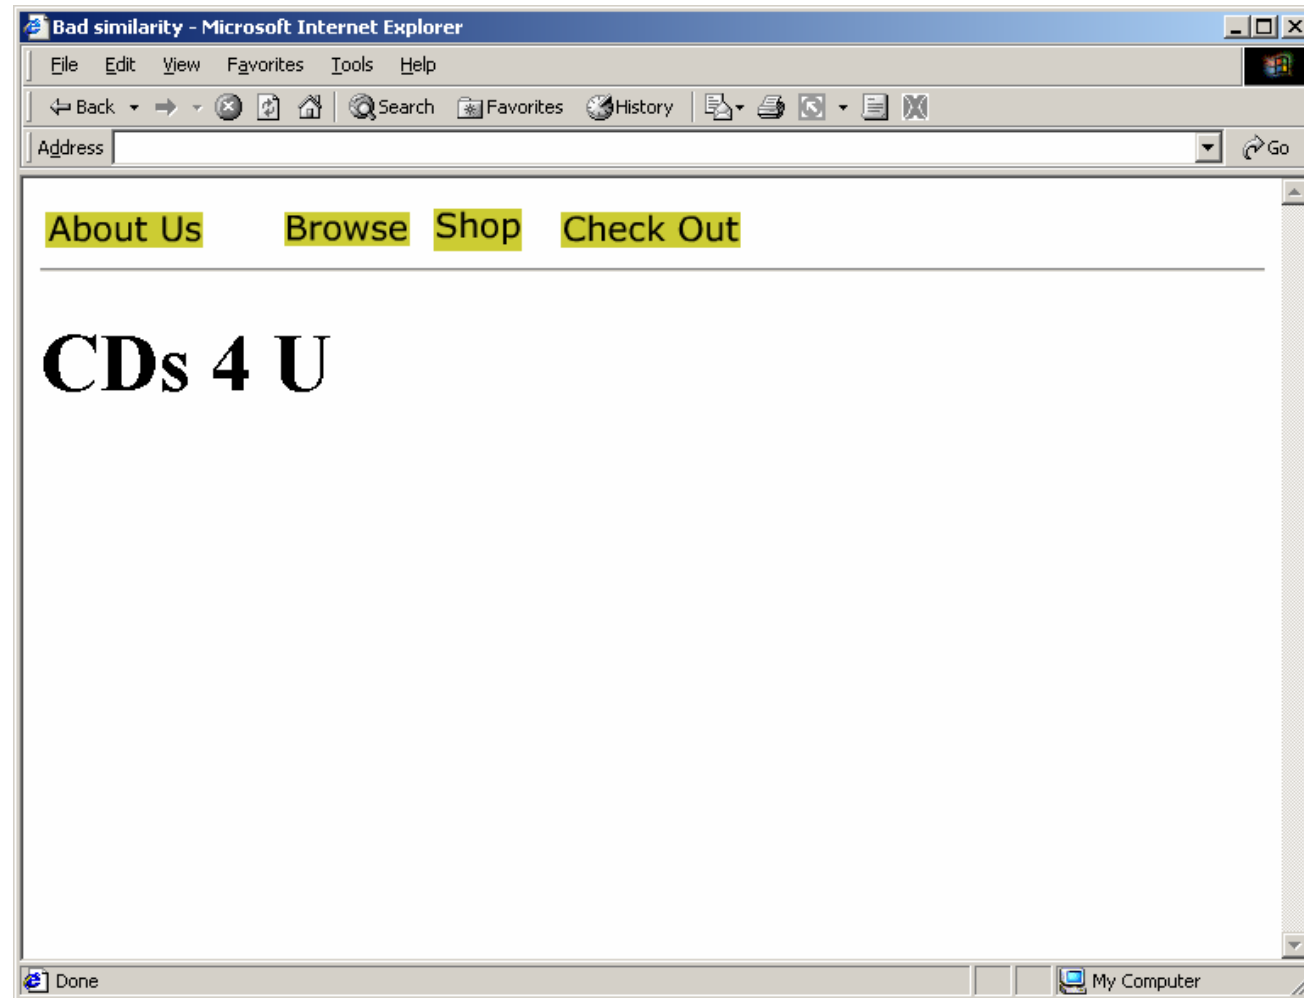 Bad similarity - Microsoft Internet Explorer
File Edit View Favorites Tools Help
Back Search Favorites History
Address Go
About Us Browse Shop Check Out
CDs 4 U
Done My Computer